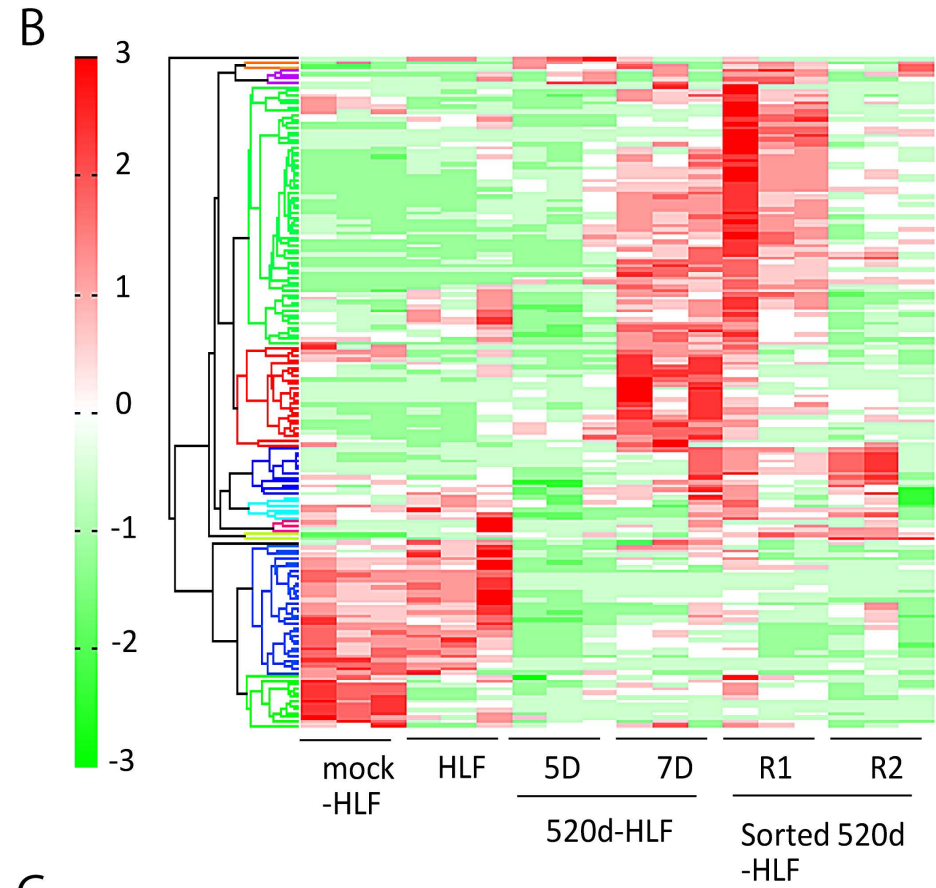 B
3
2
1
0
-1
-2
-3
mock
-HLF
HLF
5D
7D
R1
R2
520d-HLF
Sorted 520d
-HLF